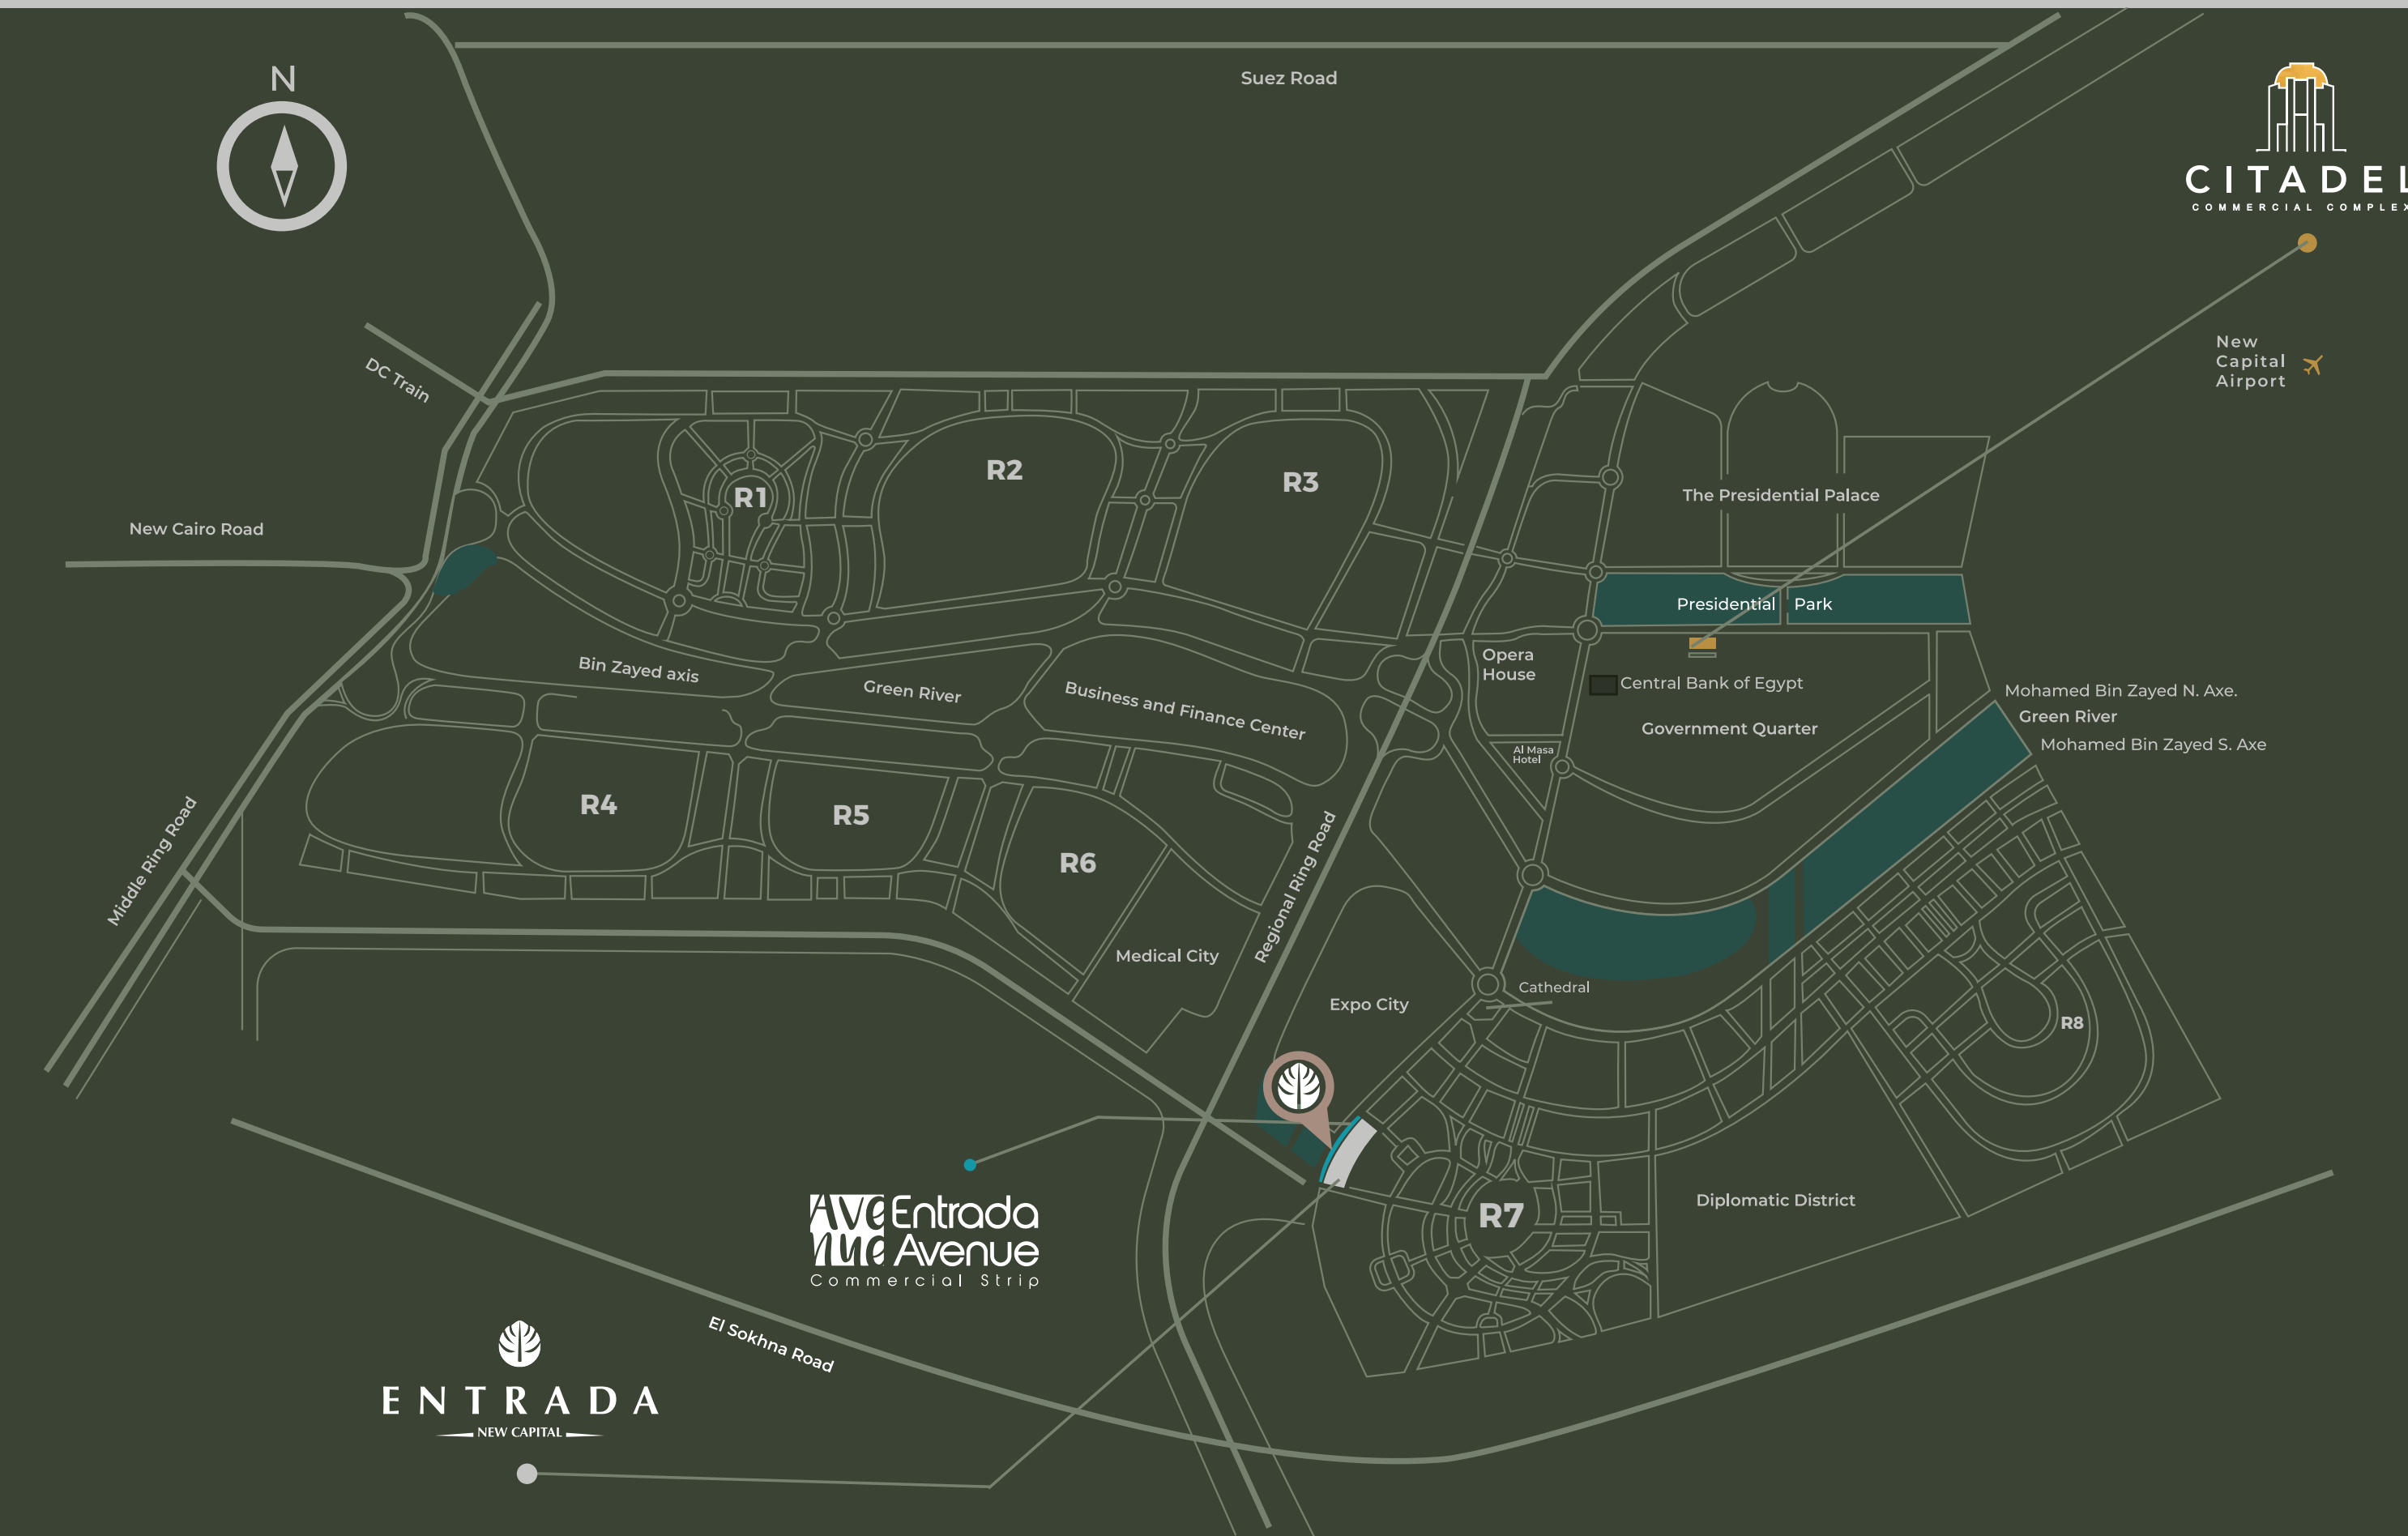 N
Suez Road
CITADEL
COMMERCIAL COMPLEX
New
Capital
Airport
DC Train
New Cairo Road
R1
R2
R3
The Presidential Palace
Presidential Park
Opera
House
Central Bank of Egypt
Government Quarter
Al Masa
Hotel
Mohamed Bin Zayed N. Axe.
Green River
Mohamed Bin Zayed S. Axe
Bin Zayed axis
Green River
Business and Finance Center
R4
R5
R6
Middle Ring Road
Regional Ring Road
Medical City
Expo City
Cathedral
R8
R7
Diplomatic District
Ave
nue
Entrada
Avenue
Commercial Strip
El Sokhna Road
ENTRADA
NEW CAPITAL